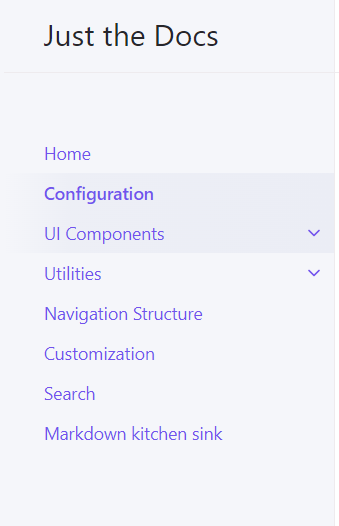 Just the Docs
Home
Configuration
UI Components
Utilities
Navigation Structure
Customization
Search
Markdown kitchen sink